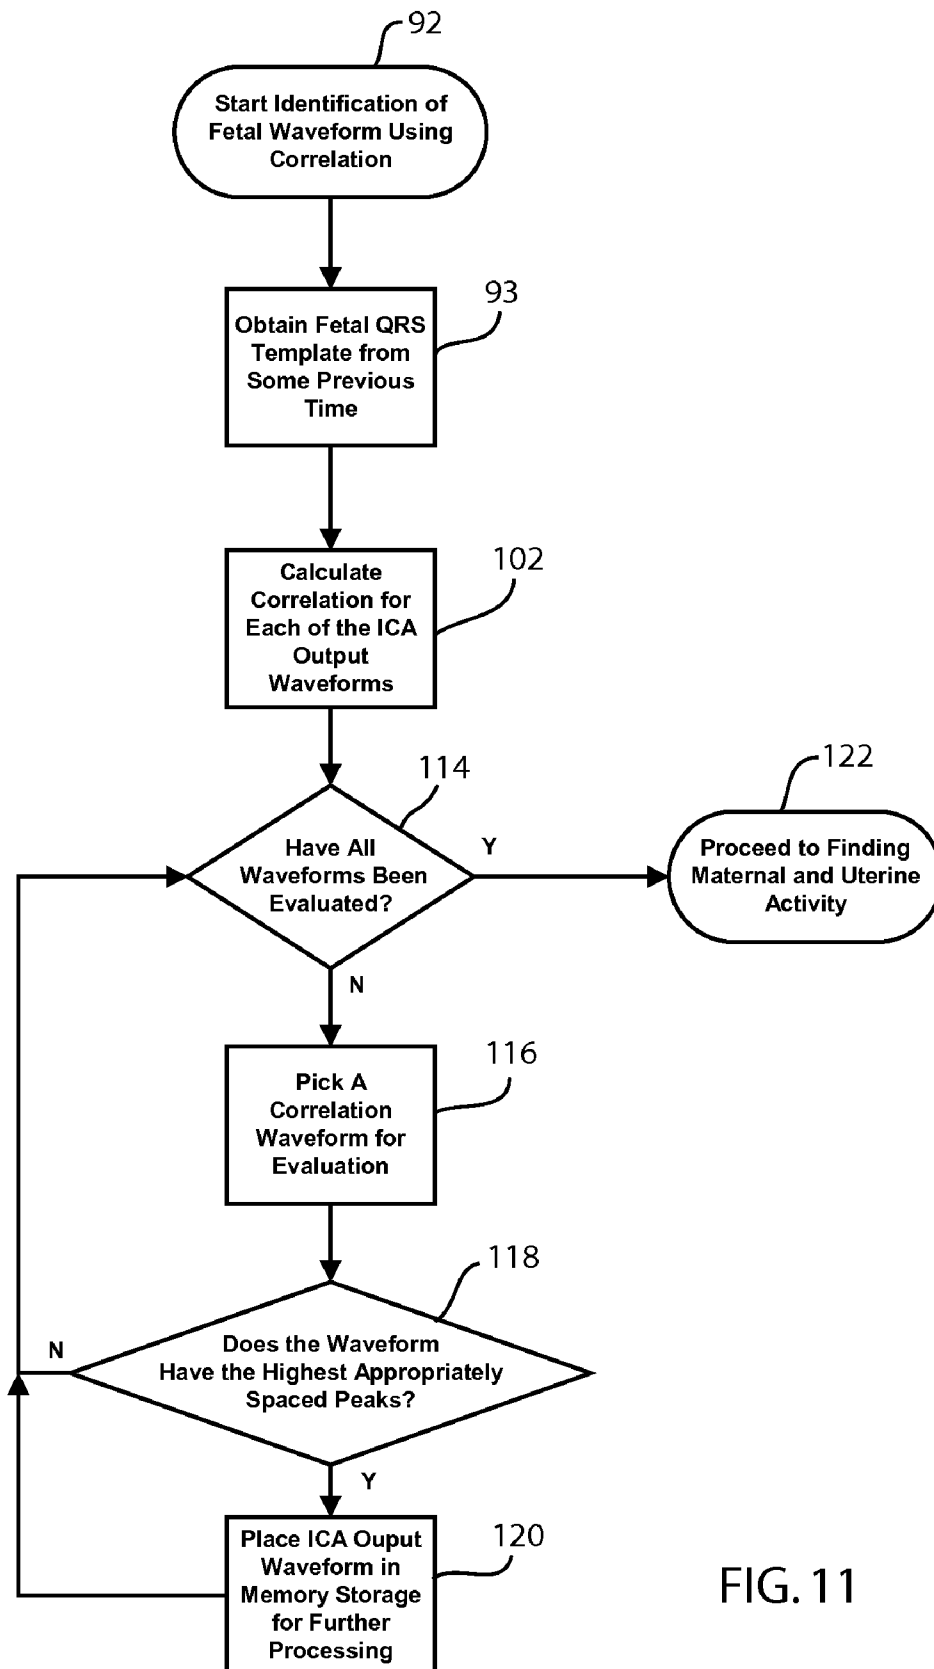 92
Start Identification of
Fetal Waveform Using
Correlation
93
Obtain Fetal QRS
Template from
Some Previous
Time
102
Calculate
Correlation for
Each of the ICA
Output
Waveforms
114
Have All
Waveforms Been
Evaluated?
Y
122
Proceed to Finding
Maternal and Uterine
Activity
N
116
Pick A
Correlation
Waveform for
Evaluation
118
Does the Waveform
Have the Highest Appropriately
Spaced Peaks?
N
Y
120
Place ICA Ouput
Waveform in
Memory Storage
for Further
Processing
FIG. 11